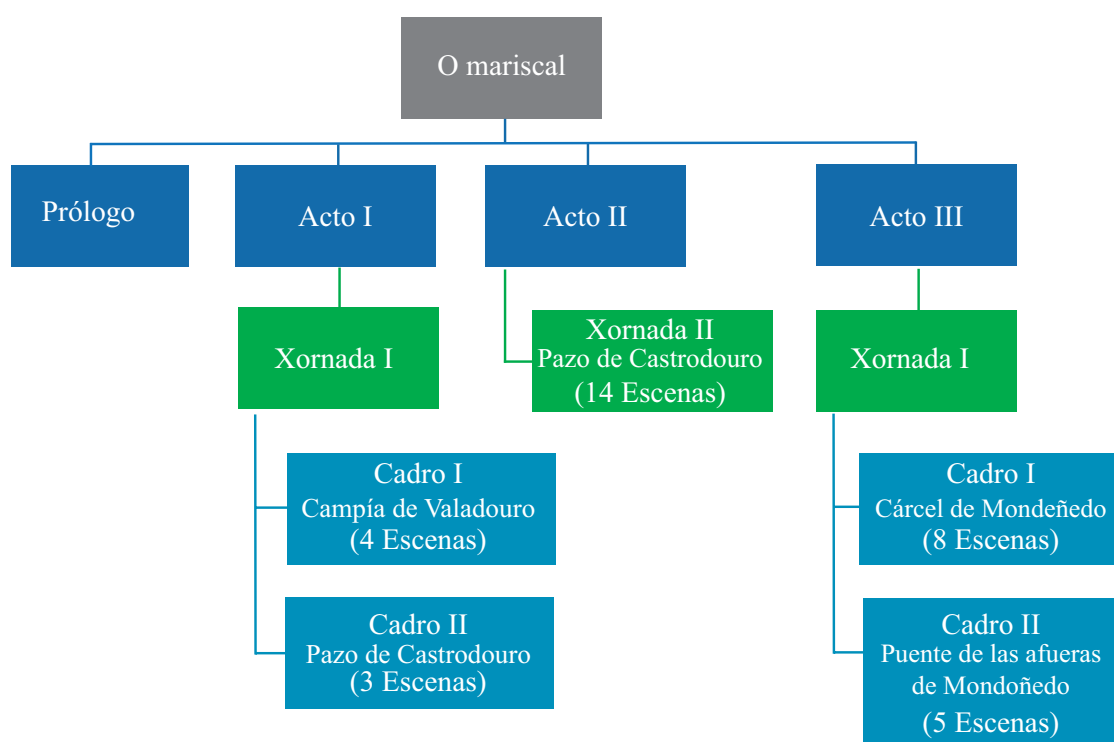 O mariscal
Prólogo
Acto I
Acto II
Acto III
Xornada I
Xornada II
Pazo de Castrodouro
(14 Escenas)
Xornada I
Cadro I
Campía de Valadouro
(4 Escenas)
Cadro II
Pazo de Castrodouro
(3 Escenas)
Cadro I
Cárcel de Mondeñedo
(8 Escenas)
Cadro II
Puente de las afueras
de Mondoñedo
(5 Escenas)